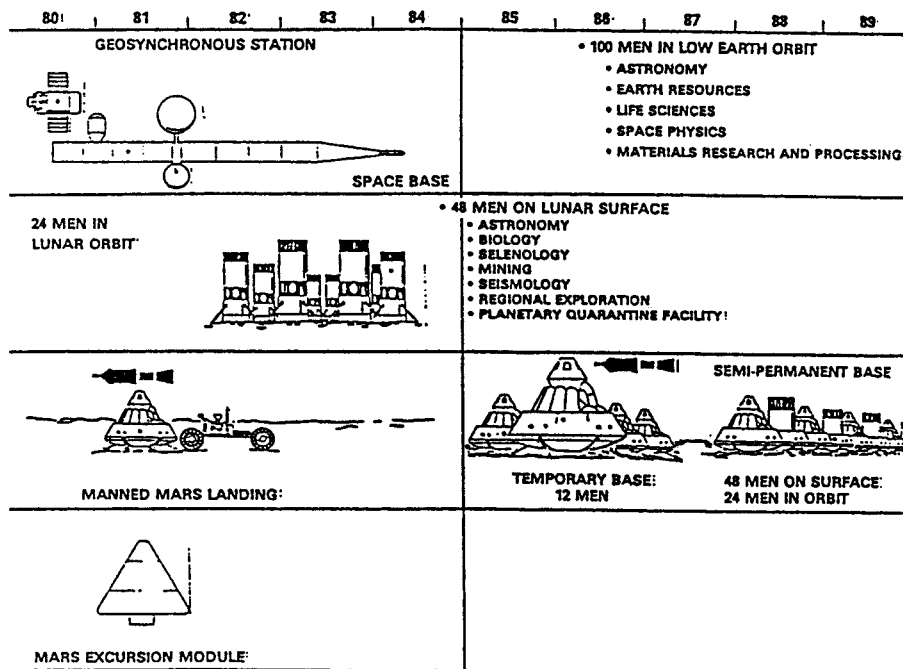 80 81 82 83 84 85 86 87 88 89
GEOSYNCHRONOUS STATION
SPACE BASE
• 100 MEN IN LOW EARTH ORBIT
• ASTRONOMY
• EARTH RESOURCES
• LIFE SCIENCES
• SPACE PHYSICS
• MATERIALS RESEARCH AND PROCESSING
24 MEN IN
LUNAR ORBIT
• 48 MEN ON LUNAR SURFACE
• ASTRONOMY
• BIOLOGY
• SELENOLOGY
• MINING
• SEISMOLOGY
• REGIONAL EXPLORATION
• PLANETARY QUARANTINE FACILITY
MANNED MARS LANDING
TEMPORARY BASE
12 MEN
SEMI-PERMANENT BASE
48 MEN ON SURFACE
24 MEN IN ORBIT
MARS EXCURSION MODULE